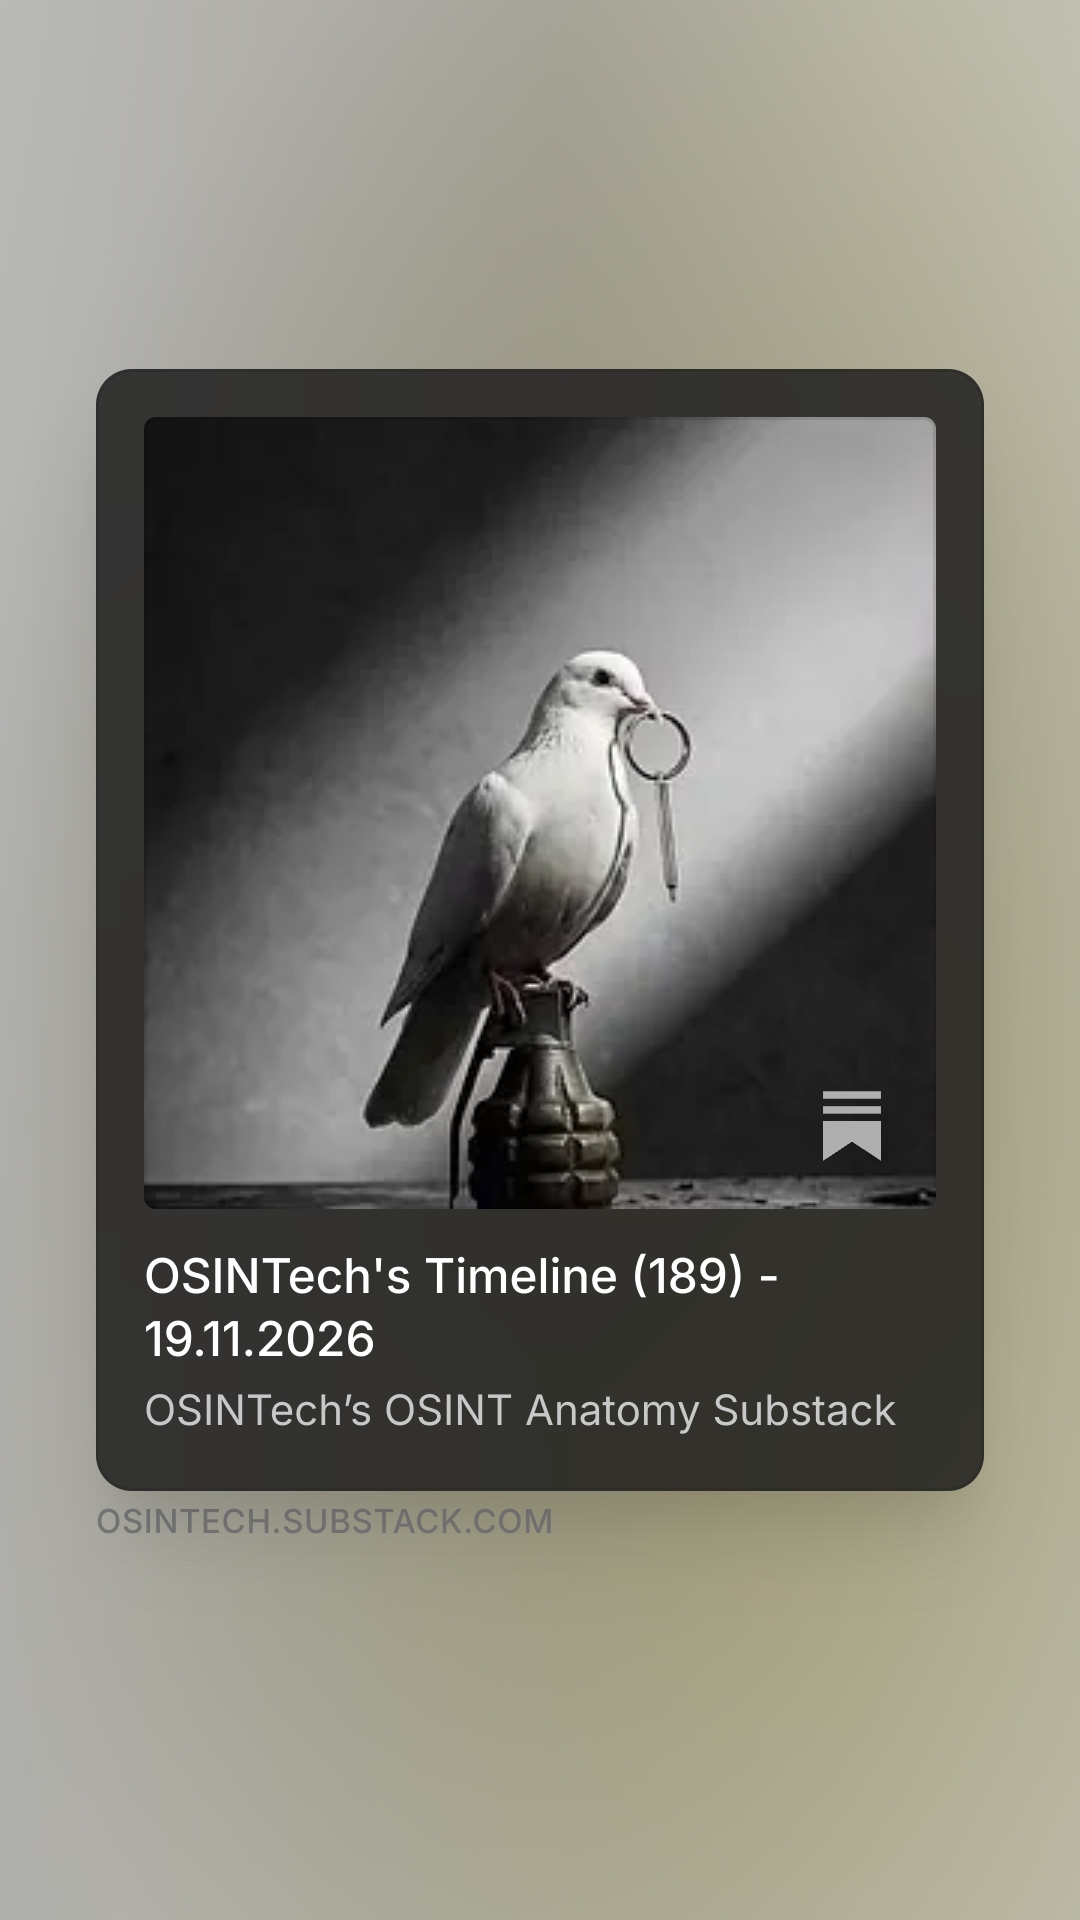 OSINTech's Timeline (189) -
19.11.2026
OSINTech’s OSINT Anatomy Substack
OSINTECH.SUBSTACK.COM